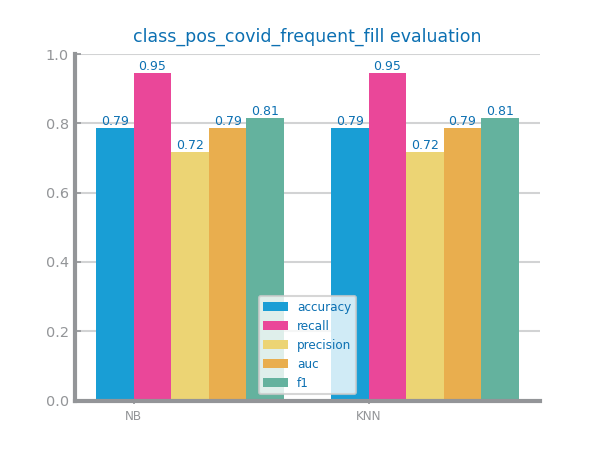 class_pos_covid_frequent_fill evaluation
1.0
0.8
0.6
0.4
0.2
0.0
0.79
0.95
0.72
0.79
0.81
0.79
0.95
0.72
0.79
0.81
accuracy
recall
precision
auc
f1
NB
KNN